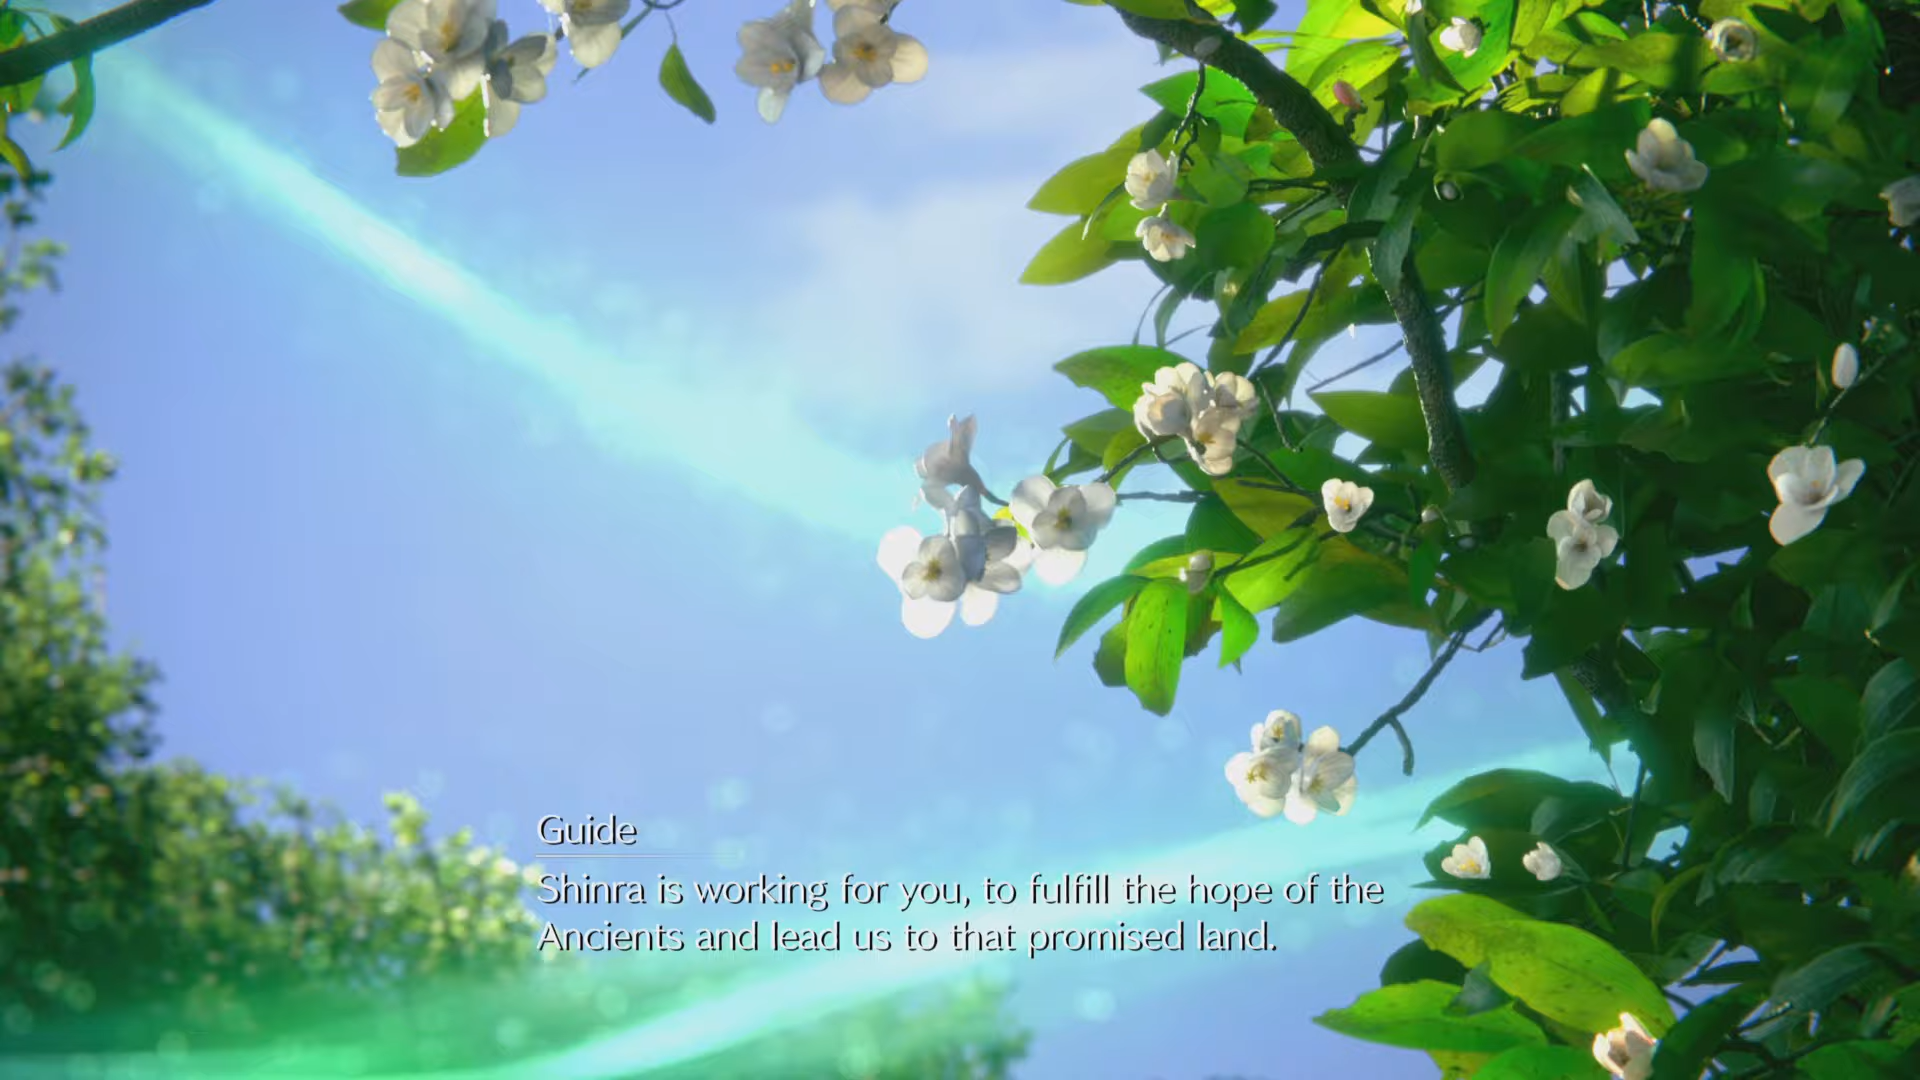 Guide
Shinra is working for you, to fulfill the hope of the
Ancients and lead us to that promised land.